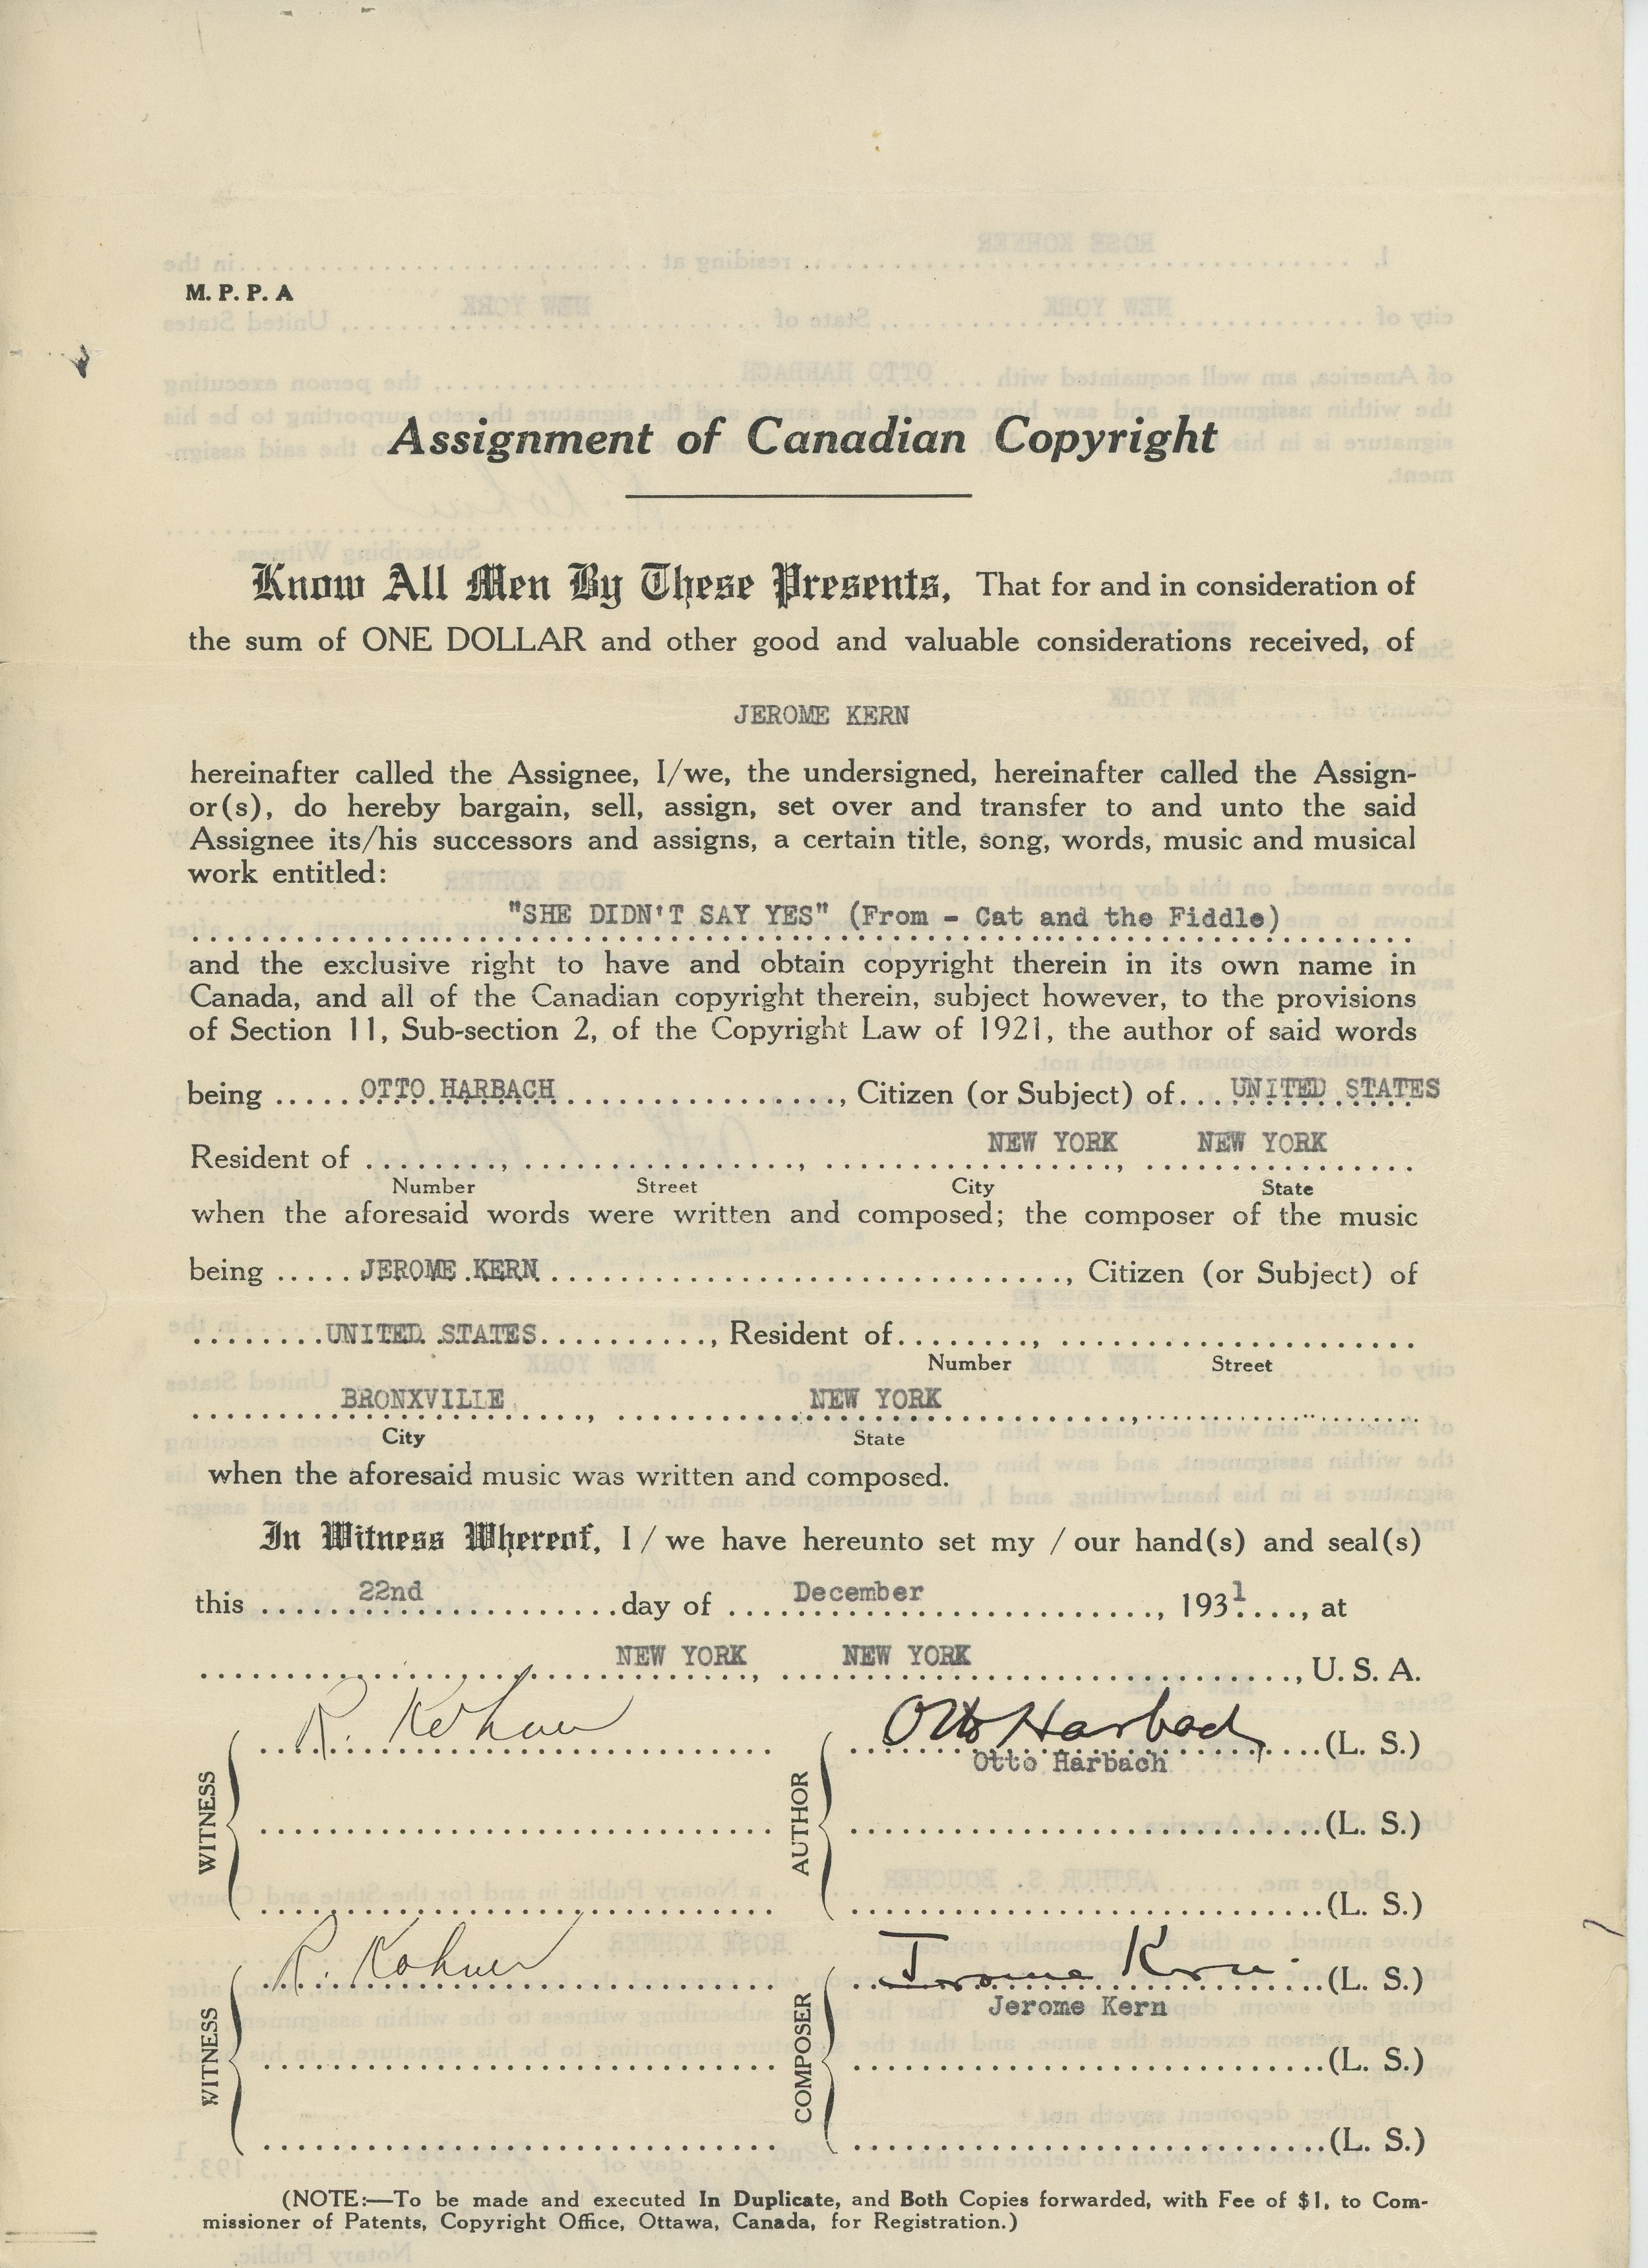 M. P. P. A
Assignment of Canadian Copyright
Know All Men By These Presents, That for and in consideration of
the sum of ONE DOLLAR and other good and valuable considerations received, of
JEROME KERN
hereinafter called the Assignee, I/we, the undersigned, hereinafter called the Assign-
or(s), do hereby bargain, sell, assign, set over and transfer to and unto the said
Assignee its/his successors and assigns, a certain title, song, words, music and musical
work entitled:
"SHE DIDN'T SAY YES" (From - Cat and the Fiddle)
and the exclusive right to have and obtain copyright therein in its own name in
Canada, and all of the Canadian copyright therein, subject however, to the provisions
of Section 11, Sub-section 2, of the Copyright Law of 1921, the author of said words
being ..... OTTO HARBACH ................., Citizen (or Subject) of.... UNITED STATES
NEW YORK NEW YORK
Resident of ........, ................., ................., ................
Number Street City State
when the aforesaid words were written and composed; the composer of the music
being ..... JEROME KERN ..............................., Citizen (or Subject) of
........UNITED STATES..........., Resident of........, .......................
Number Street
BRONXVILLE NEW YORK
........................, ..............................,.................
City State
when the aforesaid music was written and composed.
In Witness Whereof, I / we have hereunto set my / our hand(s) and seal(s)
this ..... 22nd ............day of .... December .............., 1931...., at
NEW YORK NEW YORK
................................., ..............................., U. S. A.
WITNESS R. Kohner AUTHOR Otto Harbach (L. S.)
Otto Harbach
(L. S.)
(L. S.)
WITNESS R. Kohner COMPOSER Jerome Kern (L. S.)
Jerome Kern
(L. S.)
(L. S.)
(NOTE:—To be made and executed In Duplicate, and Both Copies forwarded, with Fee of $1, to Com-
missioner of Patents, Copyright Office, Ottawa, Canada, for Registration.)